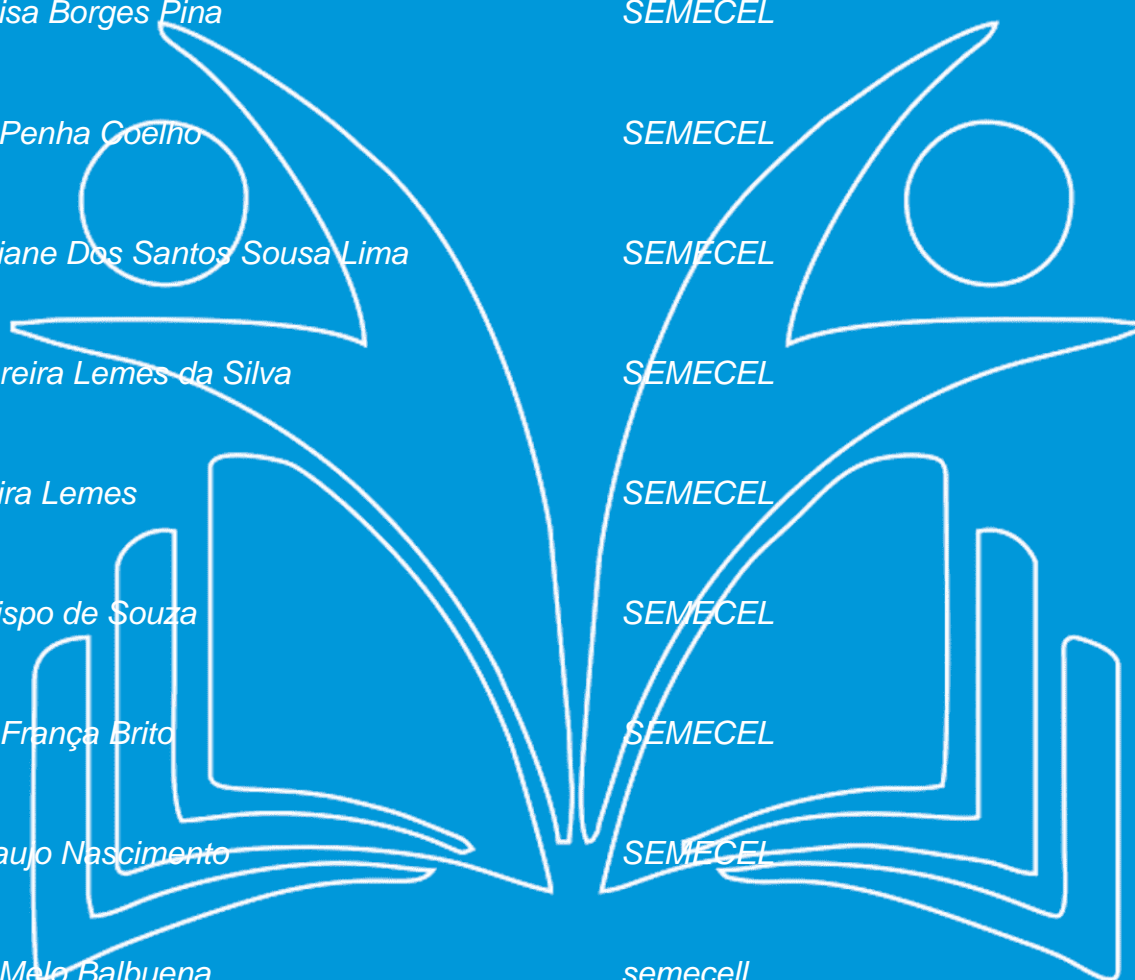 isa Borges Pina SEMECEL
Penha Coelho SEMECEL
iane Dos Santos Sousa Lima SEMECEL
reira Lemes da Silva SEMECEL
ira Lemes SEMECEL
ispo de Souza SEMECEL
França Brito SEMECEL
aujo Nascimento SEMECEL
Melo Balbuena semecell